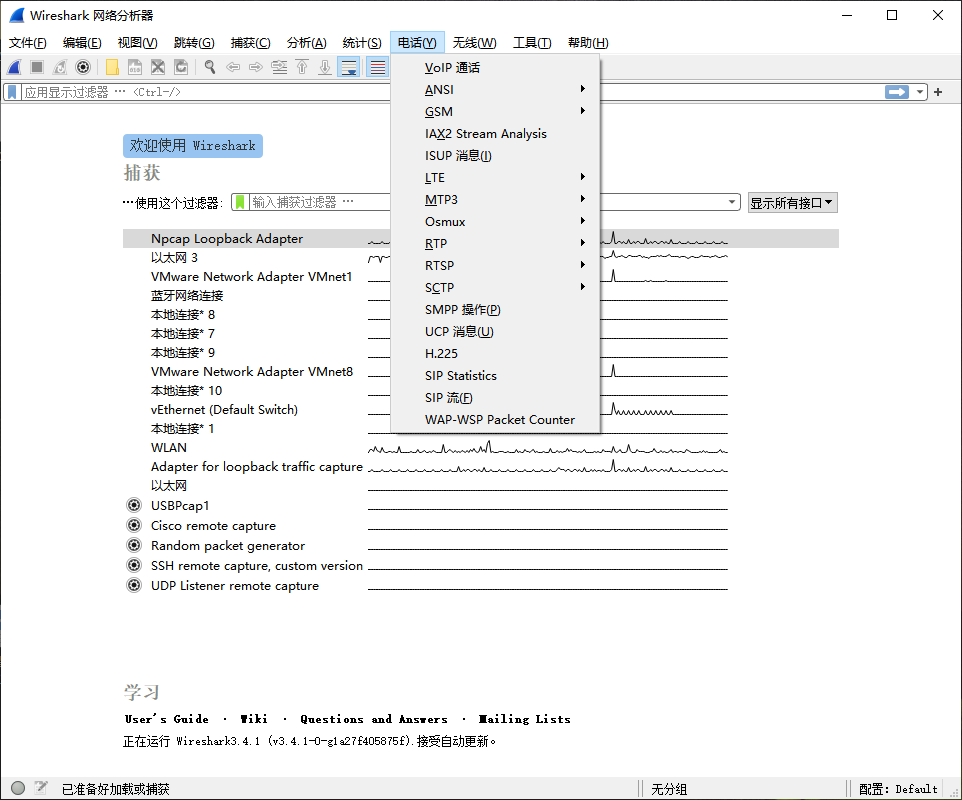 Wireshark 网络分析器
文件(F) 编辑(E) 视图(V) 跳转(G) 捕获(C) 分析(A) 统计(S) 电话(Y) 无线(W) 工具(T) 帮助(H)
应用显示过滤器 … <Ctrl-/>
VoIP 通话
ANSI
GSM
IAX2 Stream Analysis
ISUP 消息(I)
LTE
MTP3
Osmux
RTP
RTSP
SCTP
SMPP 操作(P)
UCP 消息(U)
H.225
SIP Statistics
SIP 流(F)
WAP-WSP Packet Counter
欢迎使用 Wireshark
捕获
…使用这个过滤器: 输入捕获过滤器 … 显示所有接口
Npcap Loopback Adapter
以太网 3
VMware Network Adapter VMnet1
蓝牙网络连接
本地连接* 8
本地连接* 7
本地连接* 9
VMware Network Adapter VMnet8
本地连接* 10
vEthernet (Default Switch)
本地连接* 1
WLAN
Adapter for loopback traffic capture
以太网
USBPcap1
Cisco remote capture
Random packet generator
SSH remote capture, custom version
UDP Listener remote capture
学习
User's Guide · Wiki · Questions and Answers · Mailing Lists
正在运行 Wireshark3.4.1 (v3.4.1-0-g1a27f405875f).接受自动更新。
已准备好加载或捕获 无分组 配置: Default